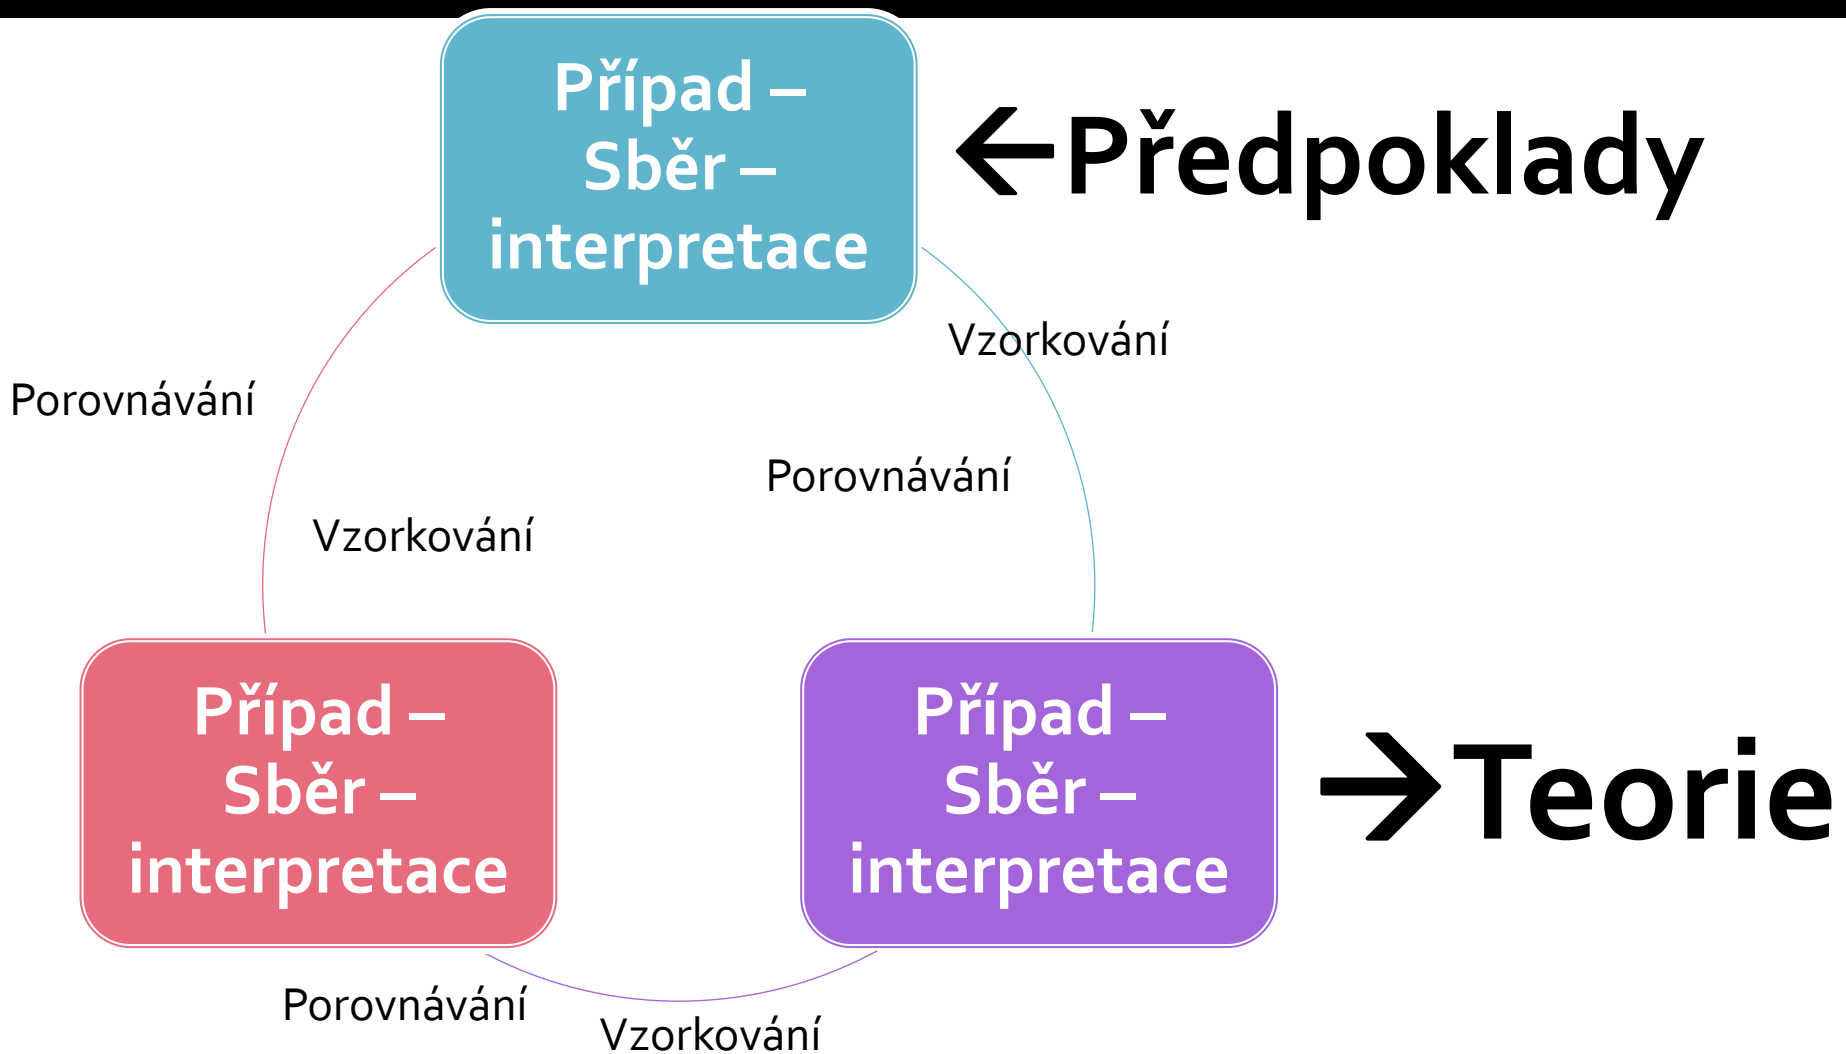 Případ –
Sběr –
interpretace
←Předpoklady
Vzorkování
Porovnávání
Porovnávání
Vzorkování
Případ –
Sběr –
interpretace
Případ –
Sběr –
interpretace
→Teorie
Porovnávání
Vzorkování